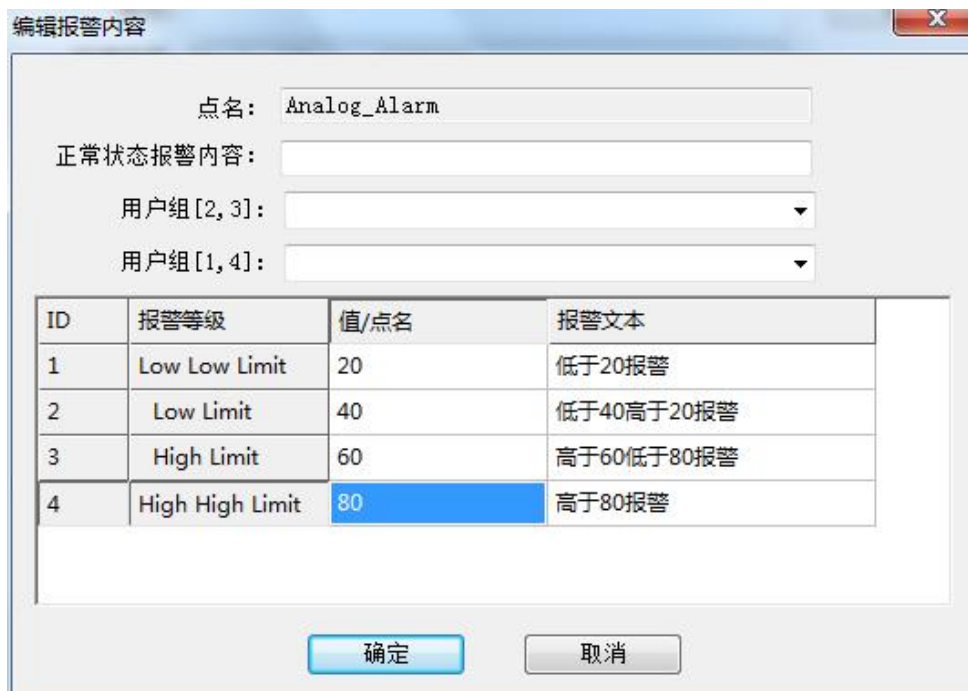 编辑报警内容
点名: Analog_Alarm
正常状态报警内容:
用户组[2,3]:
用户组[1,4]:
ID 报警等级 值/点名 报警文本
1 Low Low Limit 20 低于20报警
2 Low Limit 40 低于40高于20报警
3 High Limit 60 高于60低于80报警
4 High High Limit 80 高于80报警
确定 取消